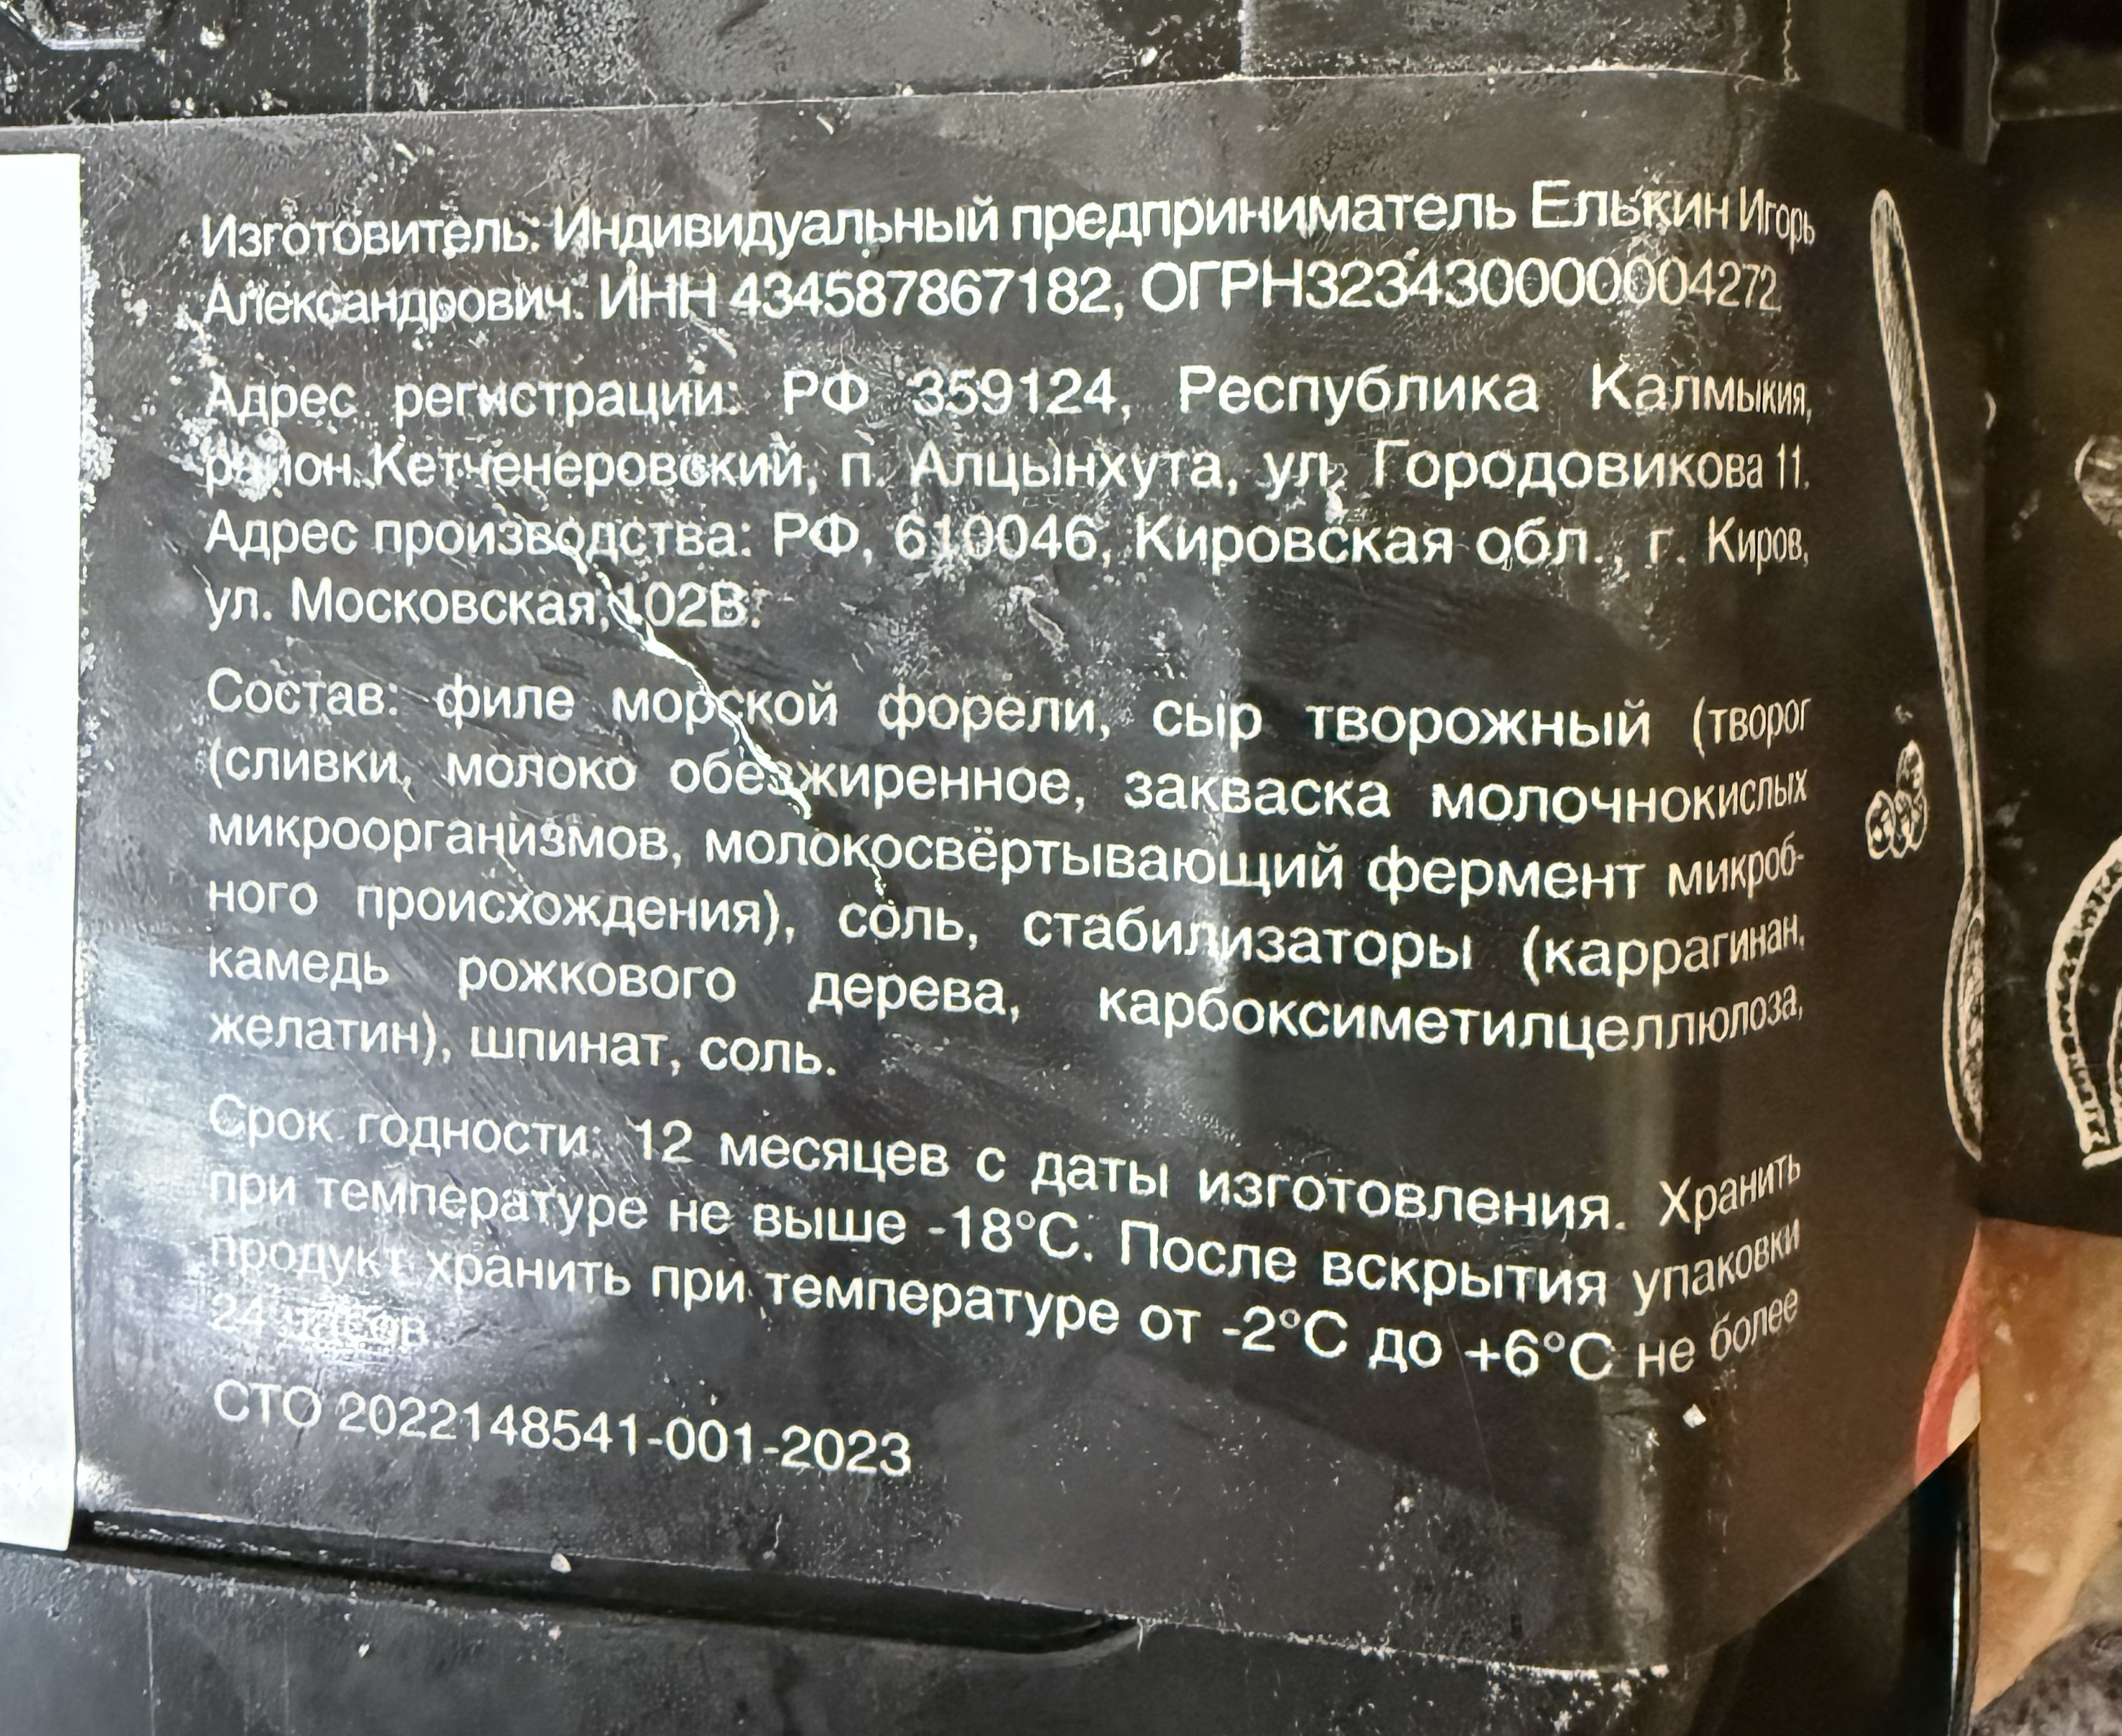 Изготовитель: Индивидуальный предприниматель Елькин Игорь
Александрович. ИНН 434587867182, ОГРН323430000004272
Адрес регистрации: РФ 359124, Республика Калмыкия,
район Кетченеровский, п. Алцынхута, ул. Городовикова 11.
Адрес производства: РФ, 610046, Кировская обл., г. Киров,
ул. Московская, 102В.
Состав: филе морской форели, сыр творожный (творог
(сливки, молоко обезжиренное, закваска молочнокислых
микроорганизмов, молокосвёртывающий фермент микроб-
ного происхождения), соль, стабилизаторы (каррагинан,
камедь рожкового дерева, карбоксиметилцеллюлоза,
желатин), шпинат, соль.
Срок годности: 12 месяцев с даты изготовления. Хранить
при температуре не выше -18°C. После вскрытия упаковки
продукт хранить при температуре от -2°C до +6°C не более
24 часов
СТО 2022148541-001-2023